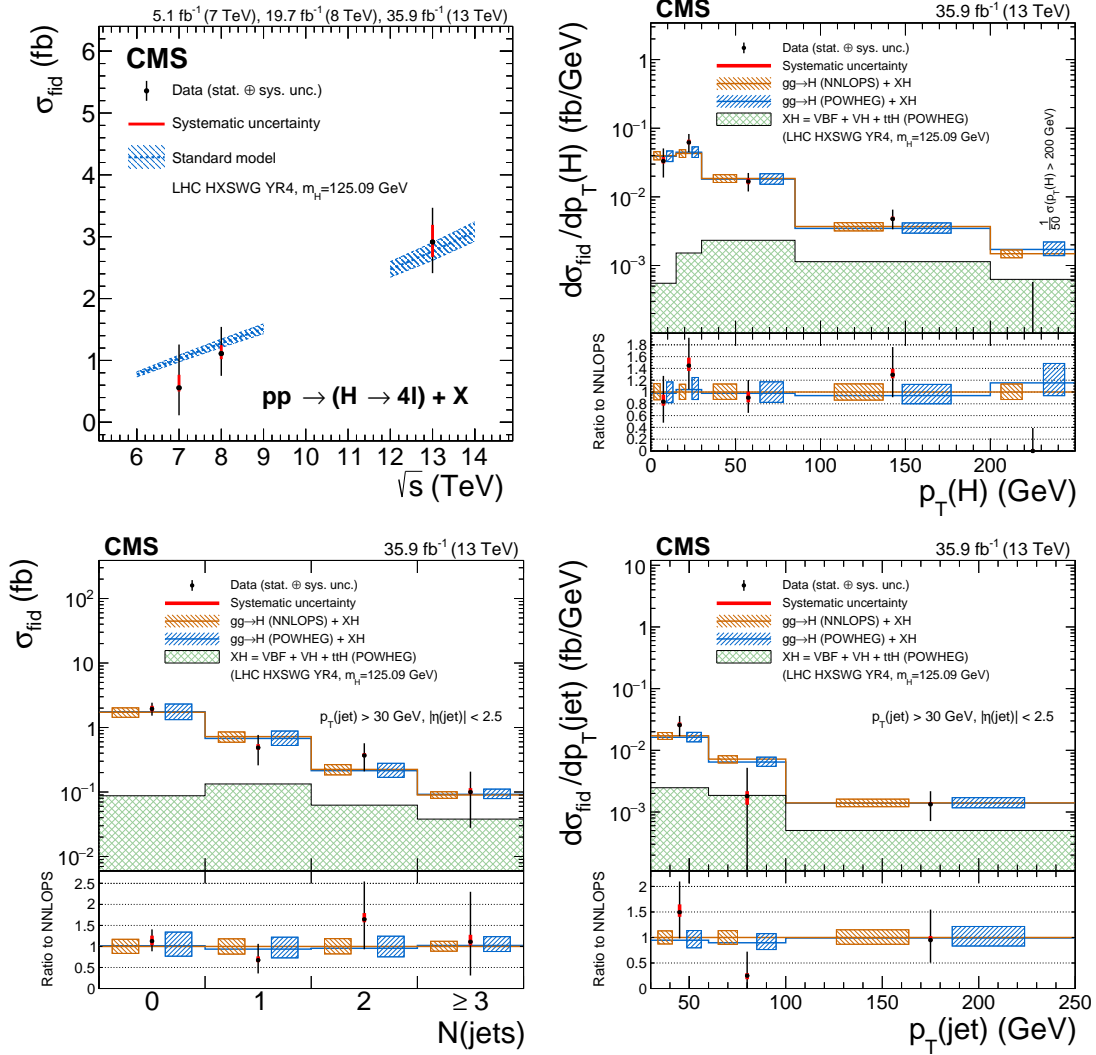 5.1 fb⁻¹ (7 TeV), 19.7 fb⁻¹ (8 TeV), 35.9 fb⁻¹ (13 TeV)
CMS
Data (stat. ⊕ sys. unc.)
Systematic uncertainty
Standard model
LHC HXSWG YR4, m_H=125.09 GeV
pp → (H → 4l) + X
σ_fid (fb)
6
5
4
3
2
1
0
6 7 8 9 10 11 12 13 14
√s (TeV)
CMS 35.9 fb⁻¹ (13 TeV)
Data (stat. ⊕ sys. unc.)
Systematic uncertainty
gg→H (NNLOPS) + XH
gg→H (POWHEG) + XH
XH = VBF + VH + ttH (POWHEG)
(LHC HXSWG YR4, m_H=125.09 GeV)
1/50 σ(p_T(H) > 200 GeV)
dσ_fid/dp_T(H) (fb/GeV)
1
10⁻¹
10⁻²
10⁻³
Ratio to NNLOPS
1.8
1.6
1.4
1.2
1.0
0.8
0.6
0.4
0.2
0
0 50 100 150 200
p_T(H) (GeV)
CMS 35.9 fb⁻¹ (13 TeV)
Data (stat. ⊕ sys. unc.)
Systematic uncertainty
gg→H (NNLOPS) + XH
gg→H (POWHEG) + XH
XH = VBF + VH + ttH (POWHEG)
(LHC HXSWG YR4, m_H=125.09 GeV)
p_T(jet) > 30 GeV, |η(jet)| < 2.5
σ_fid (fb)
10²
10
1
10⁻¹
10⁻²
Ratio to NNLOPS
2.5
2
1.5
1
0.5
0
0 1 2 ≥ 3
N(jets)
CMS 35.9 fb⁻¹ (13 TeV)
Data (stat. ⊕ sys. unc.)
Systematic uncertainty
gg→H (NNLOPS) + XH
gg→H (POWHEG) + XH
XH = VBF + VH + ttH (POWHEG)
(LHC HXSWG YR4, m_H=125.09 GeV)
p_T(jet) > 30 GeV, |η(jet)| < 2.5
dσ_fid/dp_T(jet) (fb/GeV)
10
1
10⁻¹
10⁻²
10⁻³
Ratio to NNLOPS
2
1.5
1
0.5
0
50 100 150 200 250
p_T(jet) (GeV)